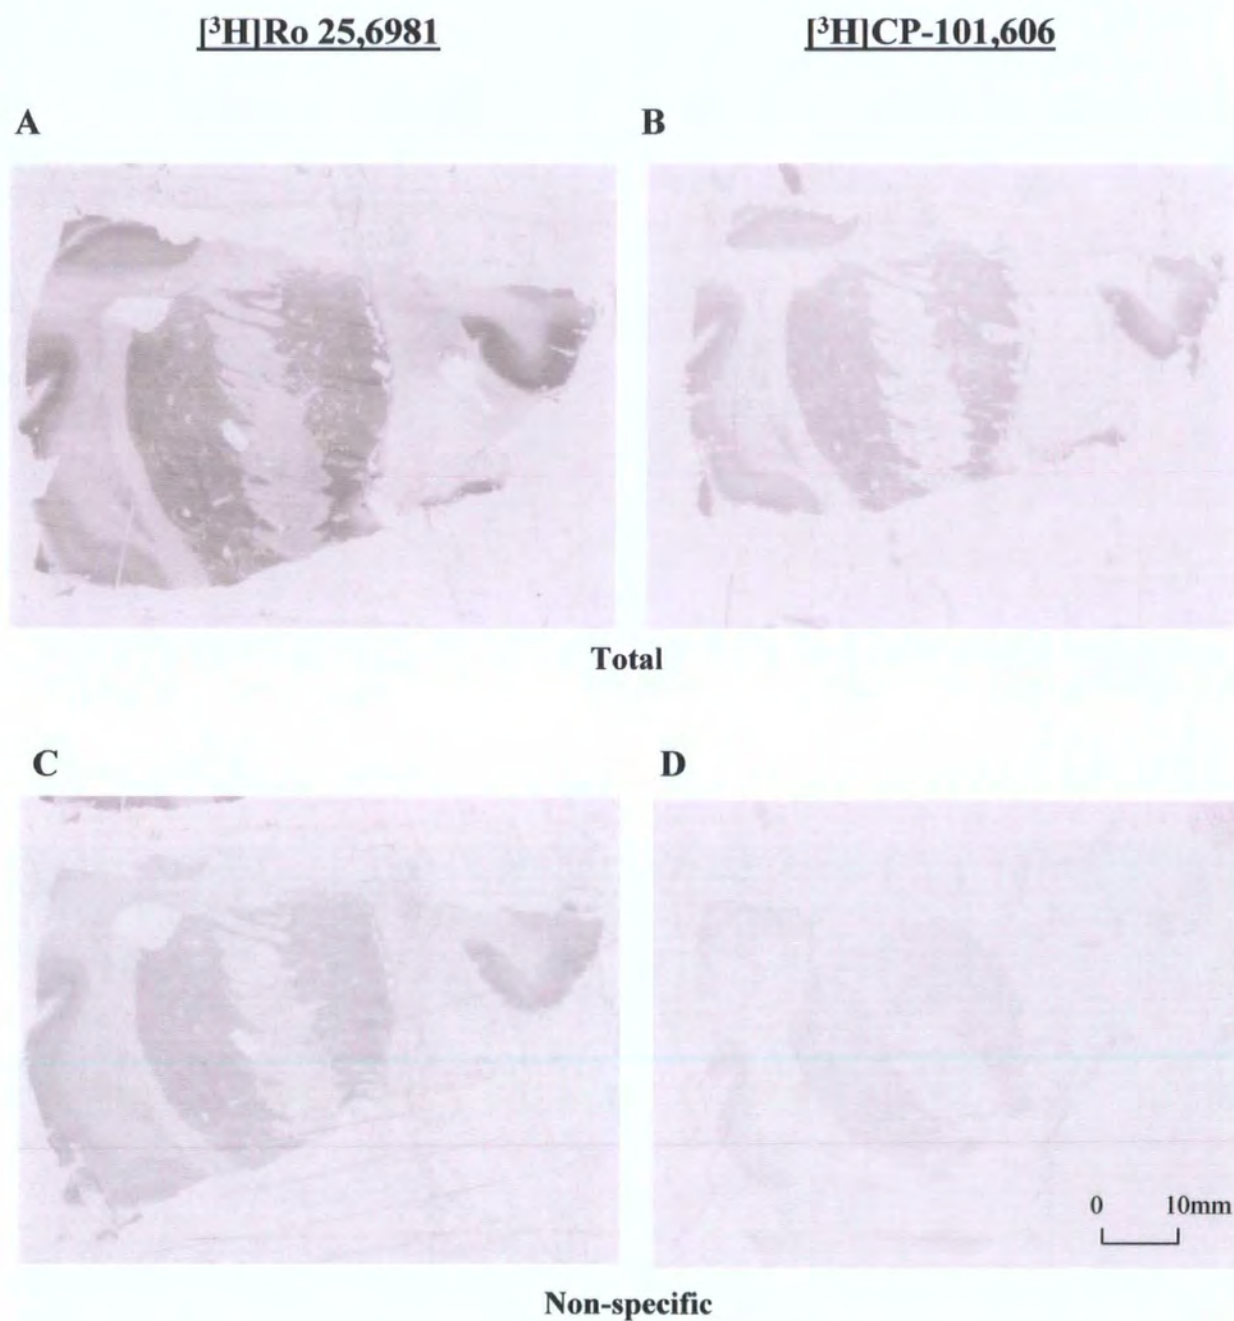 [³H]Ro 25,6981
[³H]CP-101,606
A
B
Total
C
D
0 10mm
Non-specific